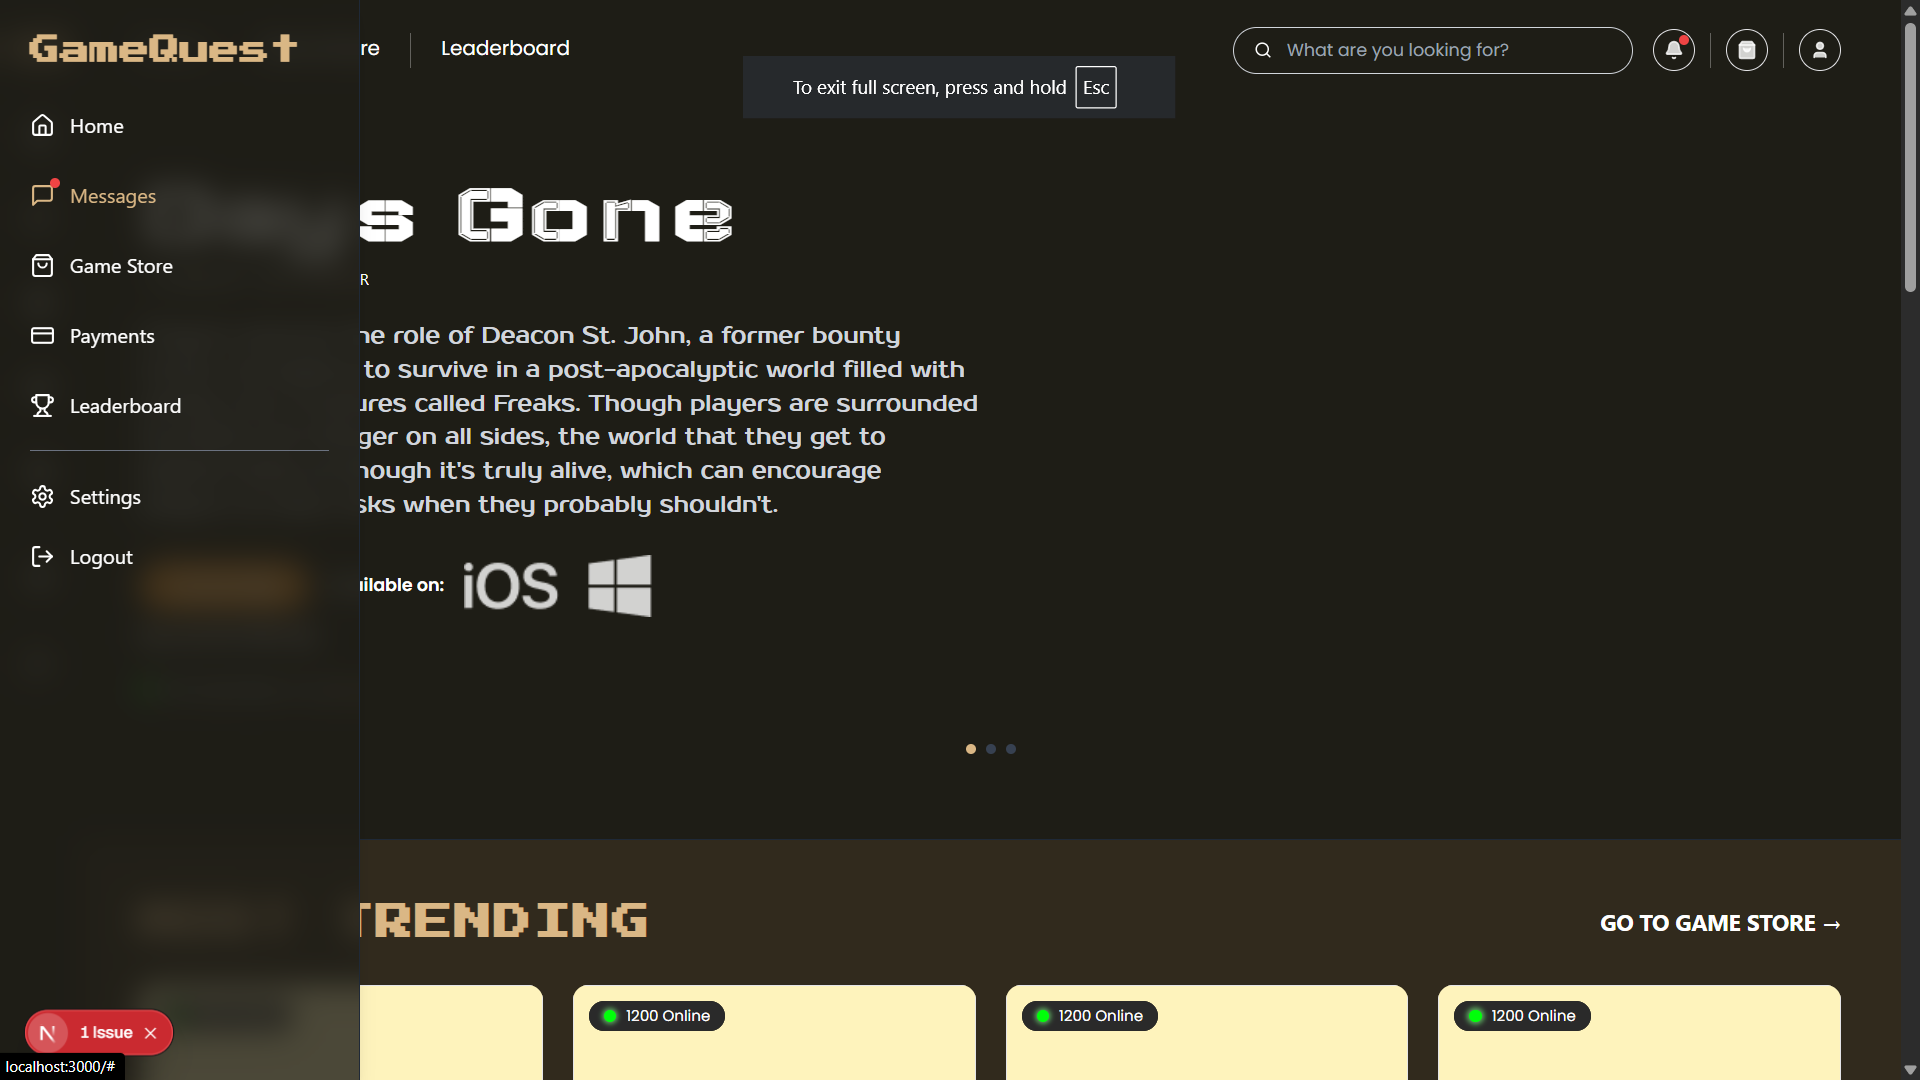 GameQuest
Home
Messages
Game Store
Payments
Leaderboard
Settings
Logout
re
Leaderboard
What are you looking for?
To exit full screen, press and hold Esc
s Gone
R
he role of Deacon St. John, a former bounty
to survive in a post-apocalyptic world filled with
ures called Freaks. Though players are surrounded
ger on all sides, the world that they get to
hough it's truly alive, which can encourage
sks when they probably shouldn't.
ailable on: iOS
TRENDING
GO TO GAME STORE →
1200 Online
1200 Online
1200 Online
N 1 Issue
localhost:3000/#